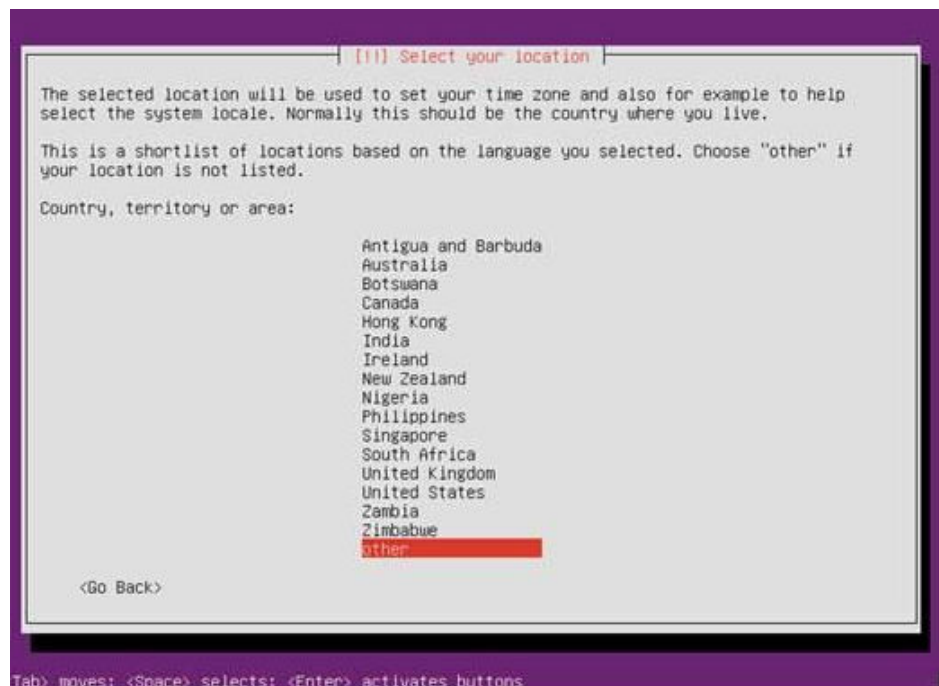 [!!] Select your location
The selected location will be used to set your time zone and also for example to help
select the system locale. Normally this should be the country where you live.
This is a shortlist of locations based on the language you selected. Choose "other" if
your location is not listed.
Country, territory or area:
Antigua and Barbuda
Australia
Botswana
Canada
Hong Kong
India
Ireland
New Zealand
Nigeria
Philippines
Singapore
South Africa
United Kingdom
United States
Zambia
Zimbabwe
other
<Go Back>
Tab> moves; <Space> selects; <Enter> activates buttons